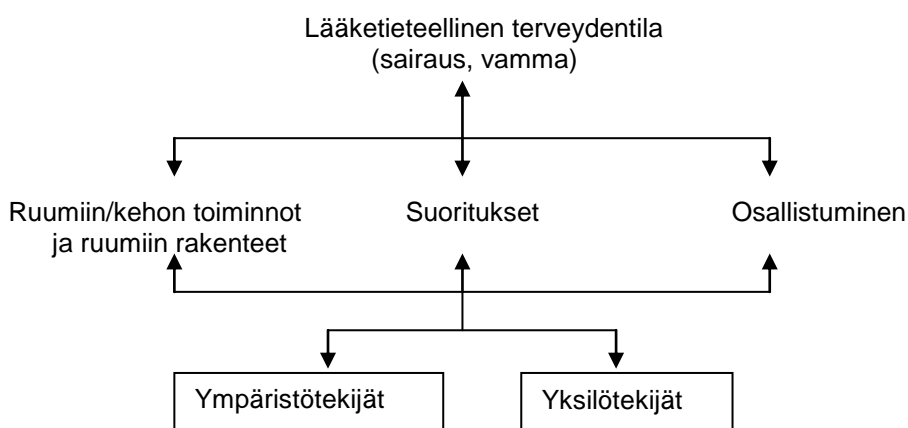 Lääketieteellinen terveydentila
(sairaus, vamma)
Ruumiin/kehon toiminnot
ja ruumiin rakenteet
Suoritukset
Osallistuminen
Ympäristötekijät
Yksilötekijät